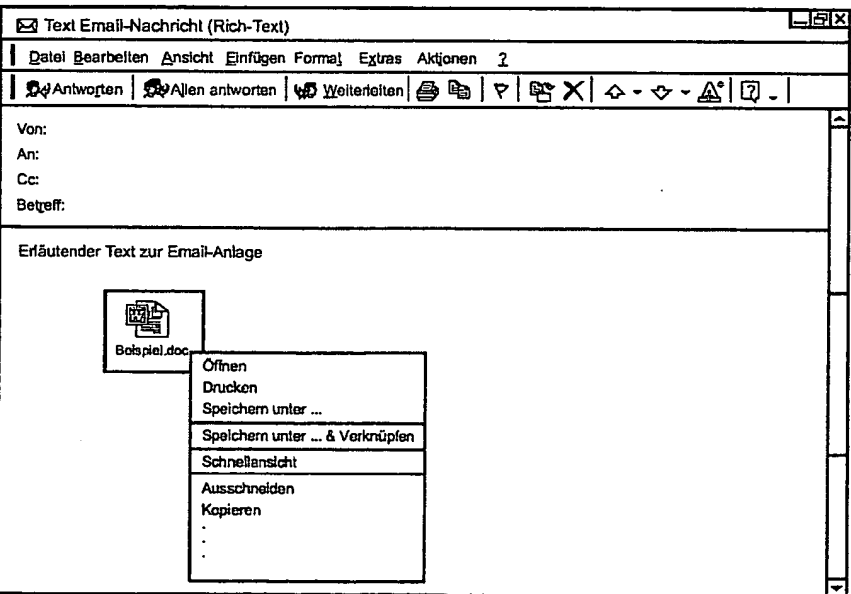 Text Email-Nachricht (Rich-Text)
Datei Bearbeiten Ansicht Einfügen Format Extras Aktionen ?
Antworten Allen antworten Weiterleiten
Von:
An:
Cc:
Betreff:
Erläutender Text zur Email-Anlage
Beispiel.doc
Öffnen
Drucken
Speichern unter ...
Speichern unter ... & Verknüpfen
Schnellansicht
Ausschneiden
Kopieren
.
.
.